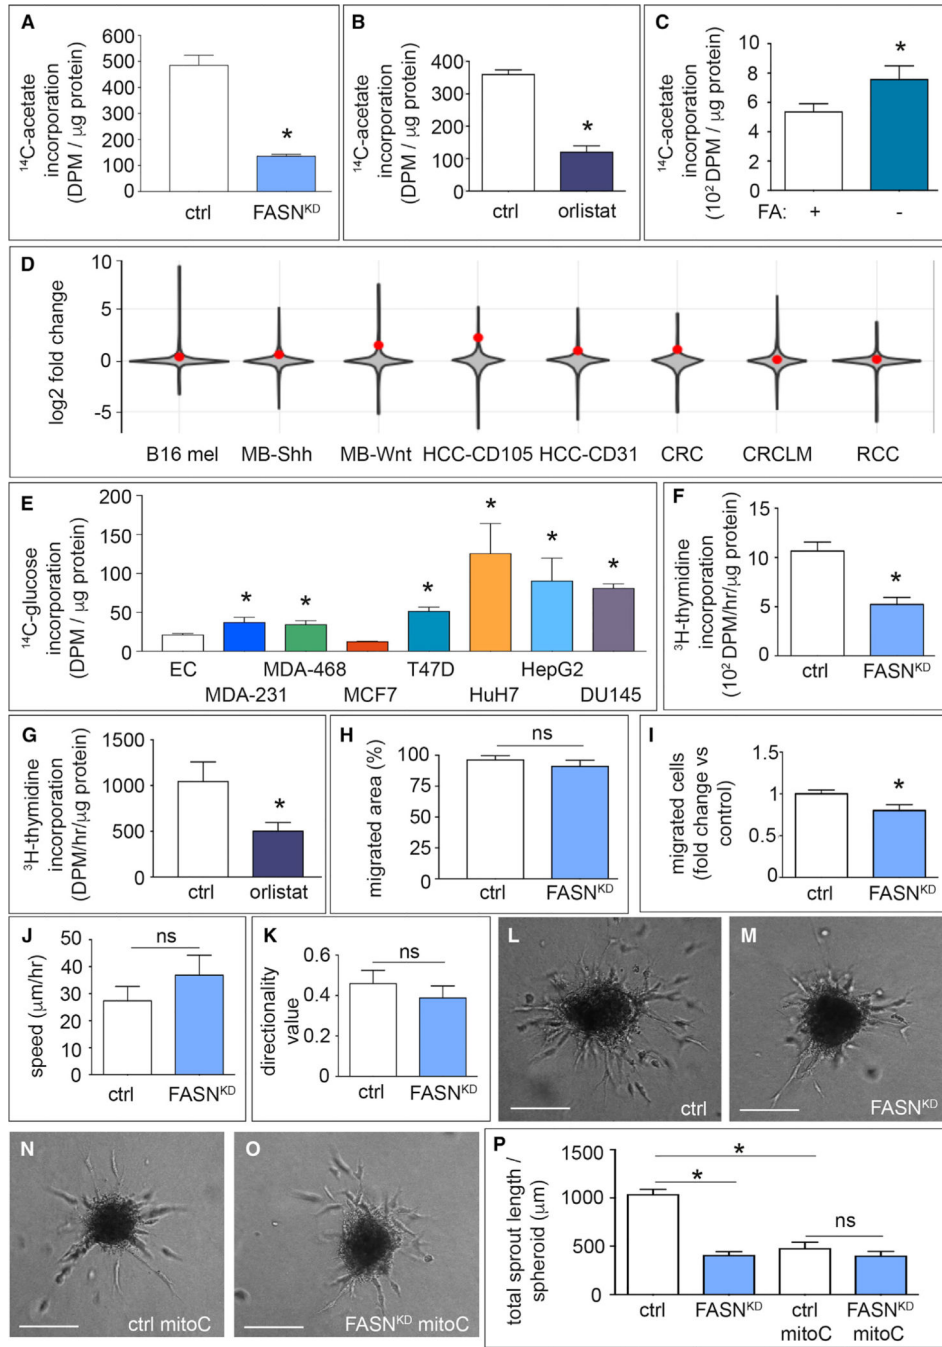 A
¹⁴C-acetate
incorporation
(DPM / µg protein)
600
500
400
300
200
100
0
*
ctrl
FASNᴷᴰ
B
¹⁴C-acetate
incorporation
(DPM / µg protein)
400
300
200
100
0
*
ctrl
orlistat
C
¹⁴C-acetate
incorporation
(10² DPM / µg protein)
10
8
6
4
2
0
*
FA: + -
D
log2 fold change
10
5
0
-5
B16 mel MB-Shh MB-Wnt HCC-CD105 HCC-CD31 CRC CRCLM RCC
E
¹⁴C-glucose
incorporation
(DPM / µg protein)
200
150
100
50
0
* * * * * *
EC MDA-468 T47D HepG2
MDA-231 MCF7 HuH7 DU145
F
³H-thymidine
incorporation
(10² DPM/hr/µg protein)
15
10
5
0
*
ctrl FASNᴷᴰ
G
³H-thymidine
incorporation
(DPM/hr/µg protein)
1500
1000
500
0
*
ctrl orlistat
H
migrated area (%)
100
75
50
25
0
ns
ctrl FASNᴷᴰ
I
migrated cells
(fold change vs
control)
1.5
1
0.5
0
*
ctrl FASNᴷᴰ
J
speed (µm/hr)
50
40
30
20
10
0
ns
ctrl FASNᴷᴰ
K
directionality
value
0.6
0.4
0.2
0
ns
ctrl FASNᴷᴰ
L
ctrl
M
FASNᴷᴰ
N
ctrl mitoC
O
FASNᴷᴰ mitoC
P
total sprout length /
spheroid (µm)
1500
1000
500
0
*
*
ns
ctrl FASNᴷᴰ ctrl FASNᴷᴰ
mitoC mitoC